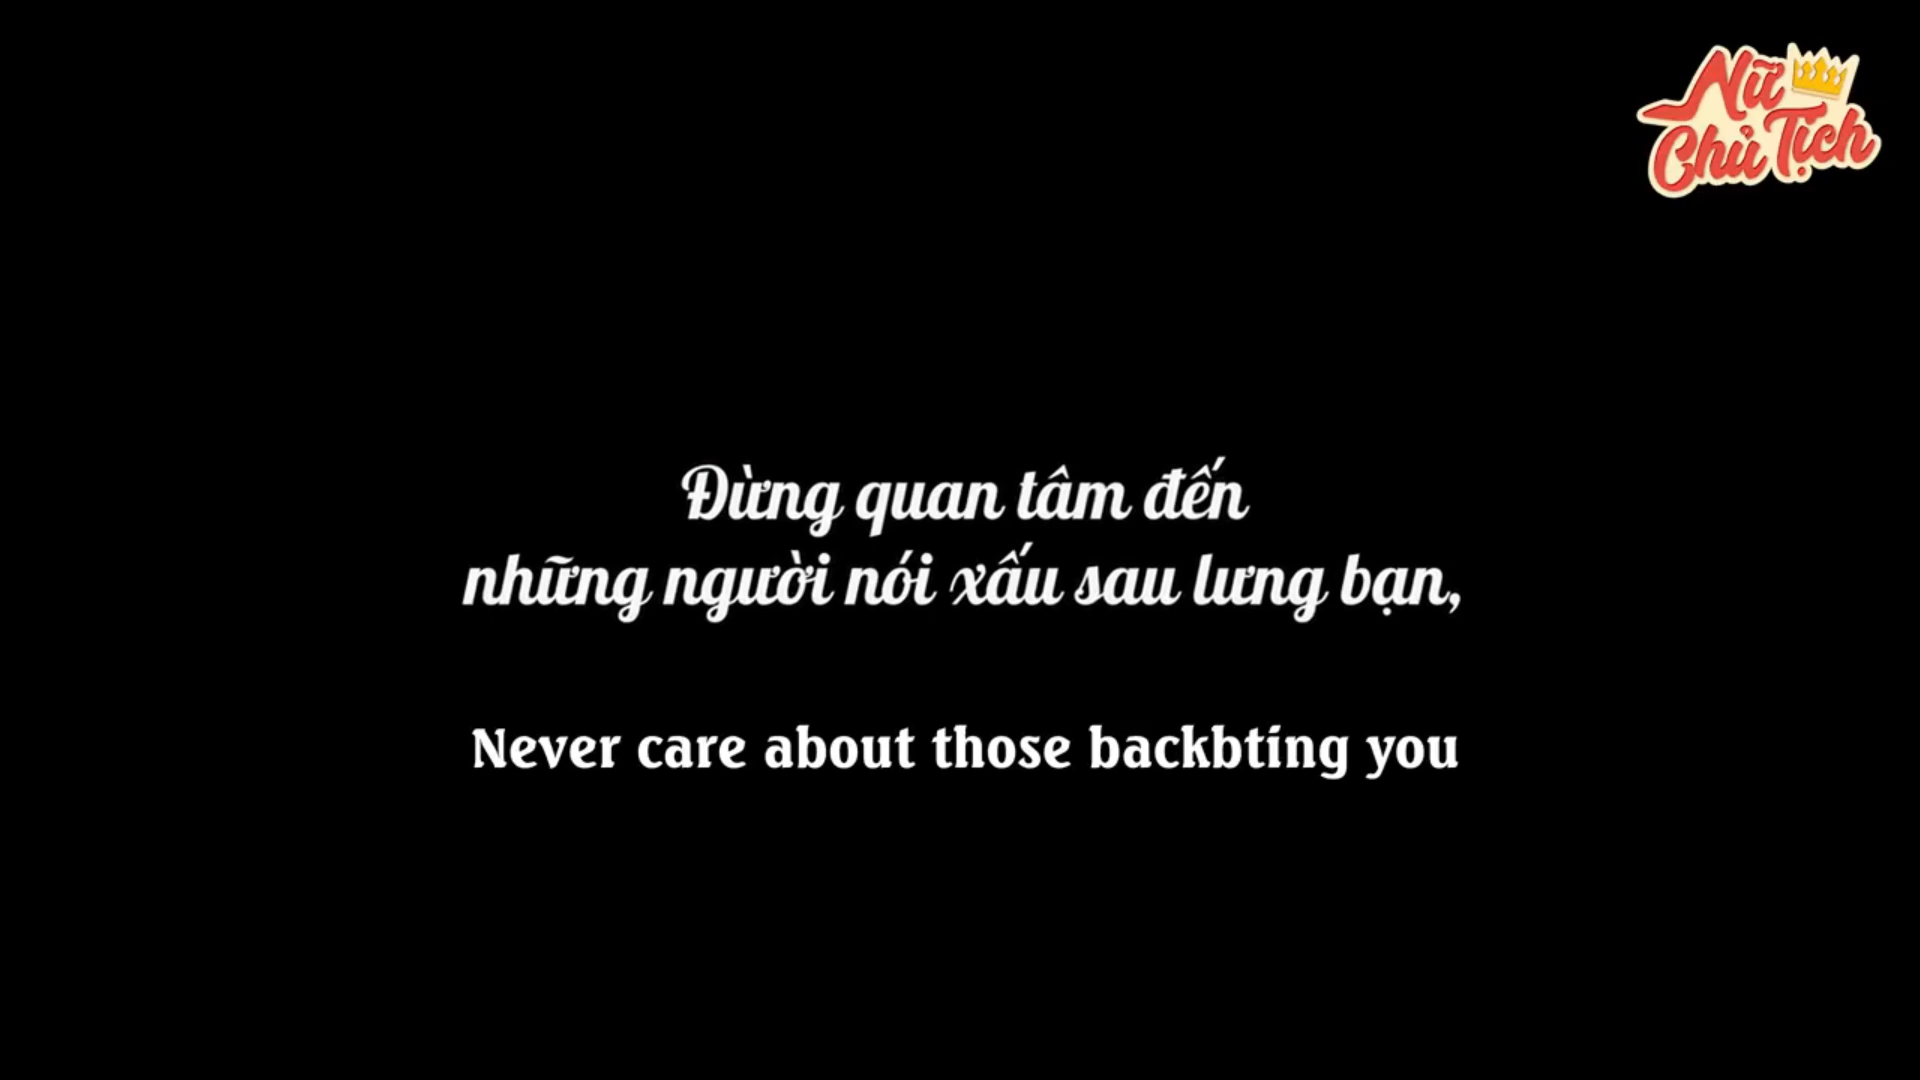 Nữ
Chủ Tịch
Đừng quan tâm đến
những người nói xấu sau lưng bạn,
Never care about those backbting you